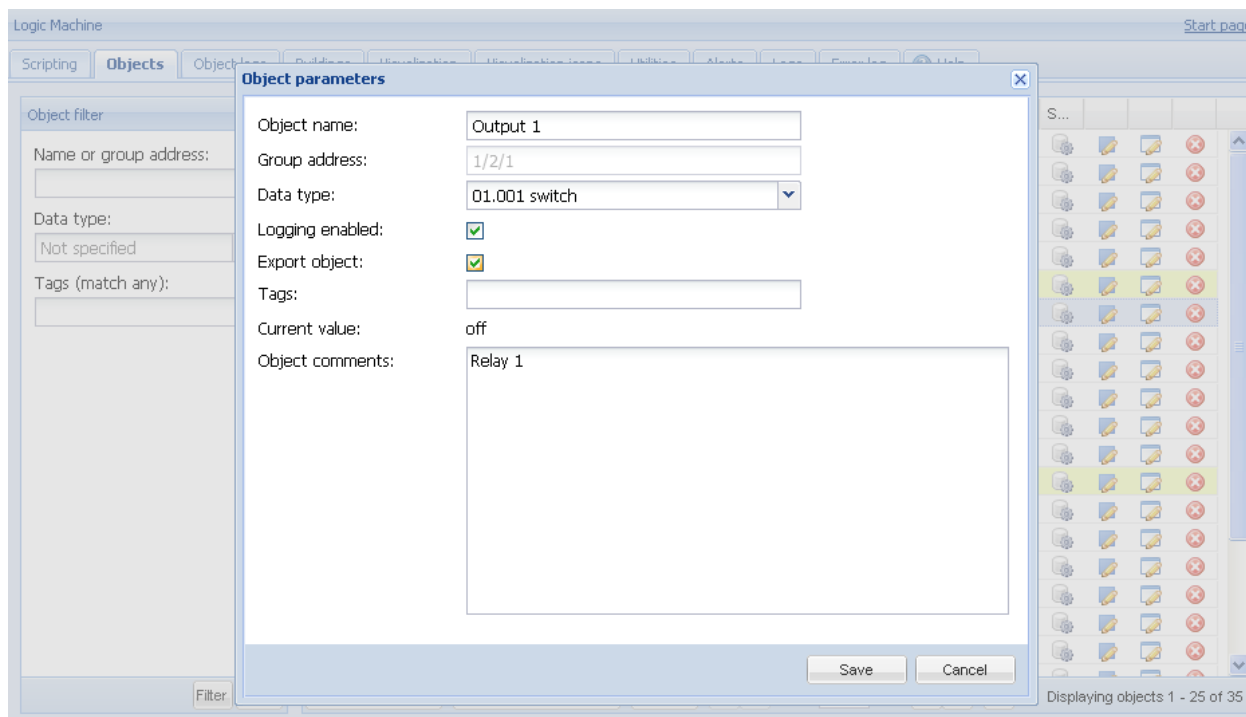 Logic Machine
Start page
Scripting
Objects
Object logs
Object parameters
Object filter
Name or group address:
Data type:
Not specified
Tags (match any):
Object name:
Output 1
Group address:
1/2/1
Data type:
01.001 switch
Logging enabled:
Export object:
Tags:
Current value:
off
Object comments:
Relay 1
S...
Save
Cancel
Filter
Displaying objects 1 - 25 of 35